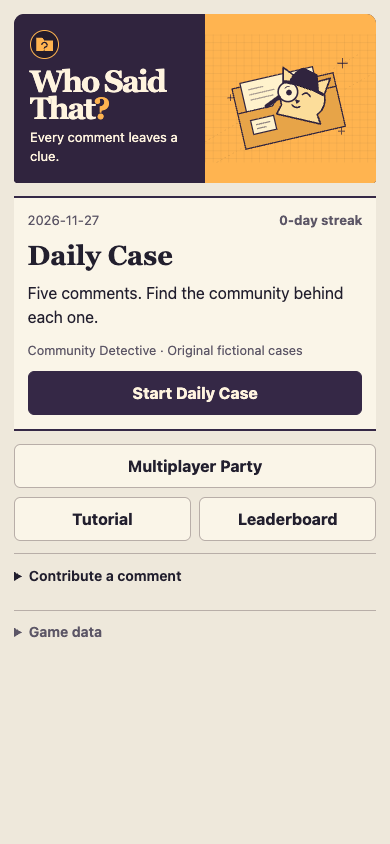 Who Said
That?
Every comment leaves a
clue.
2026-11-27
0-day streak
Daily Case
Five comments. Find the community behind
each one.
Community Detective · Original fictional cases
Start Daily Case
Multiplayer Party
Tutorial
Leaderboard
Contribute a comment
Game data